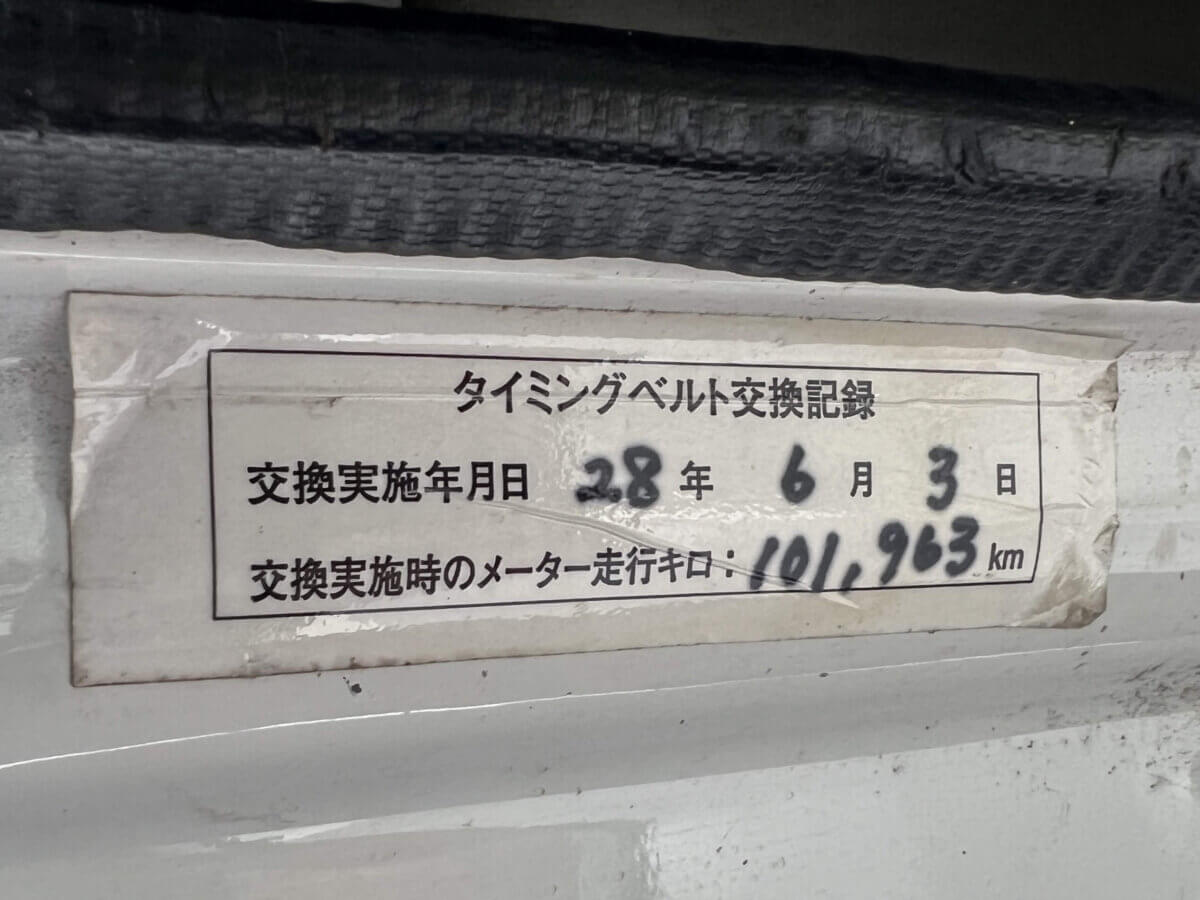 タイミングベルト交換記録
交換実施年月日 28 年 6 月 3 日
交換実施時のメーター走行キロ：101,963 km